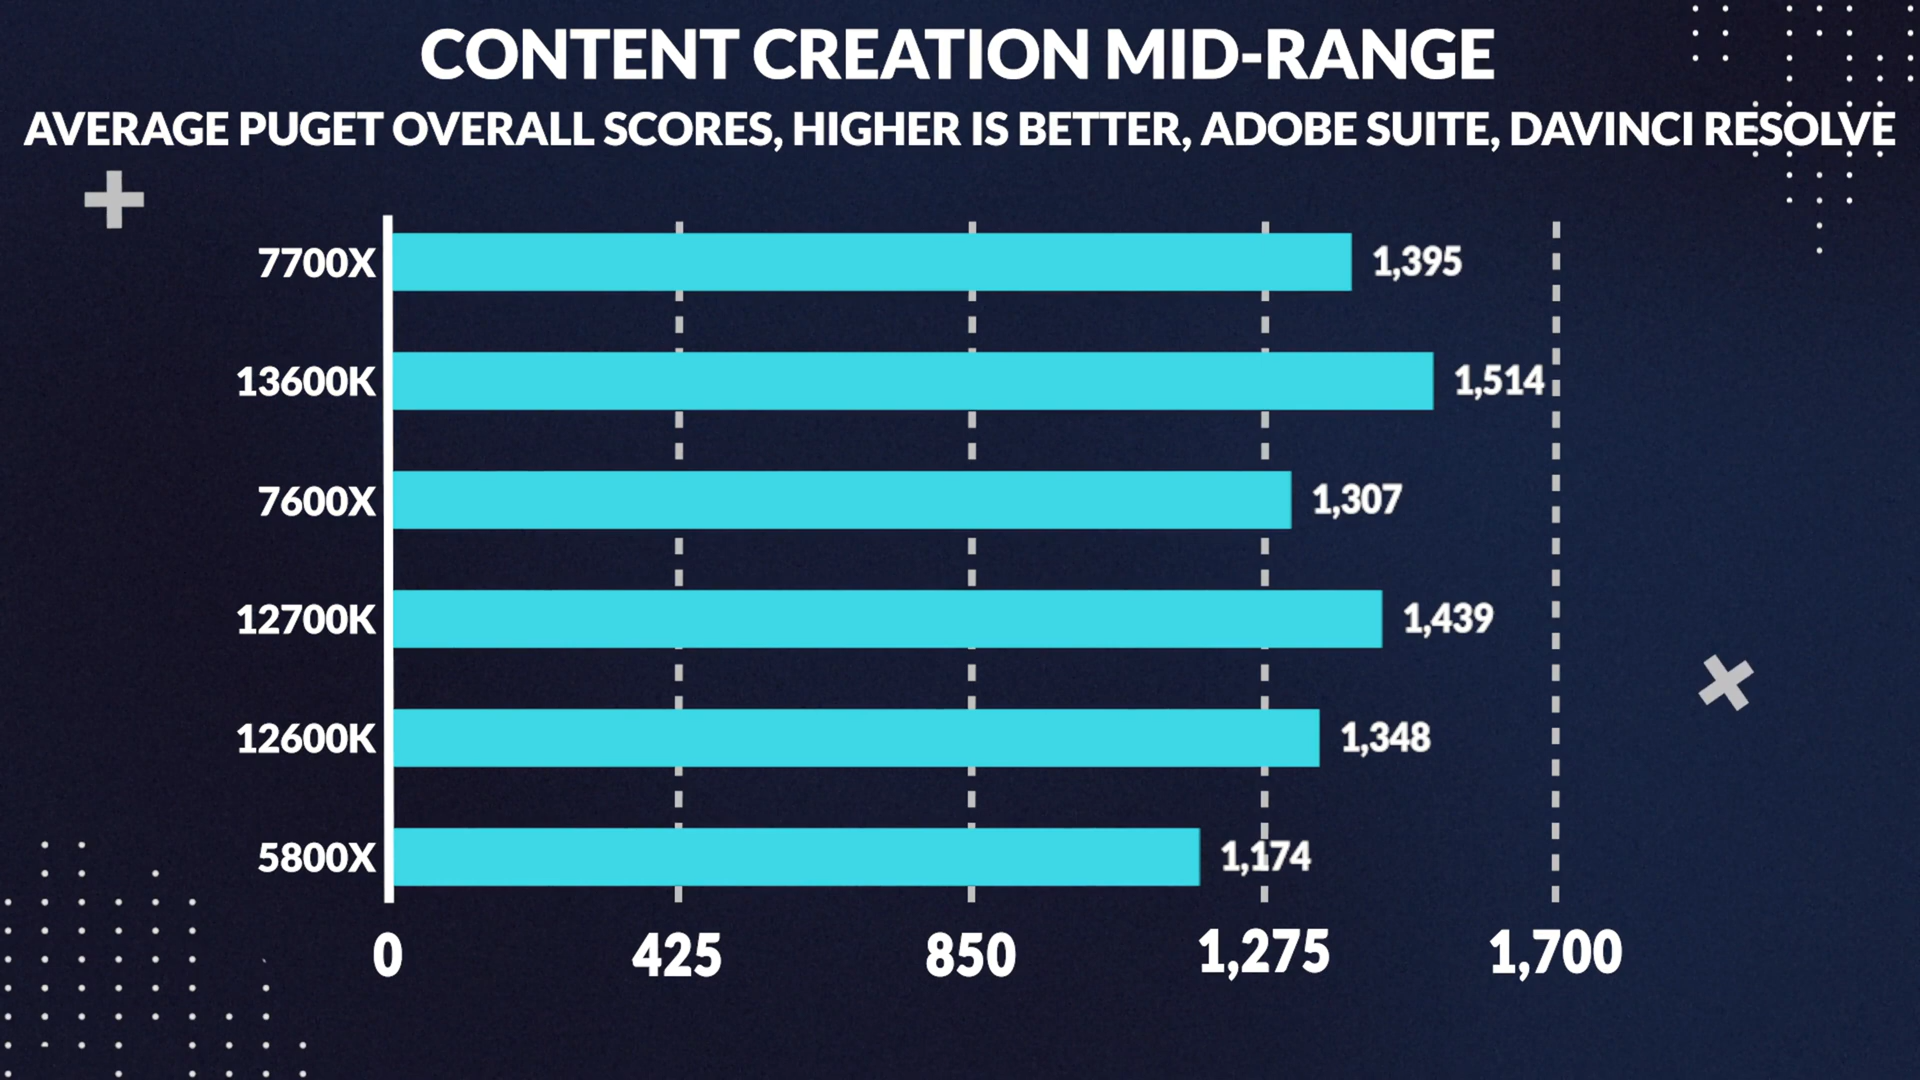 CONTENT CREATION MID-RANGE
AVERAGE PUGET OVERALL SCORES, HIGHER IS BETTER, ADOBE SUITE, DAVINCI RESOLVE
7700X 1,395
13600K 1,514
7600X 1,307
12700K 1,439
12600K 1,348
5800X 1,174
0 425 850 1,275 1,700